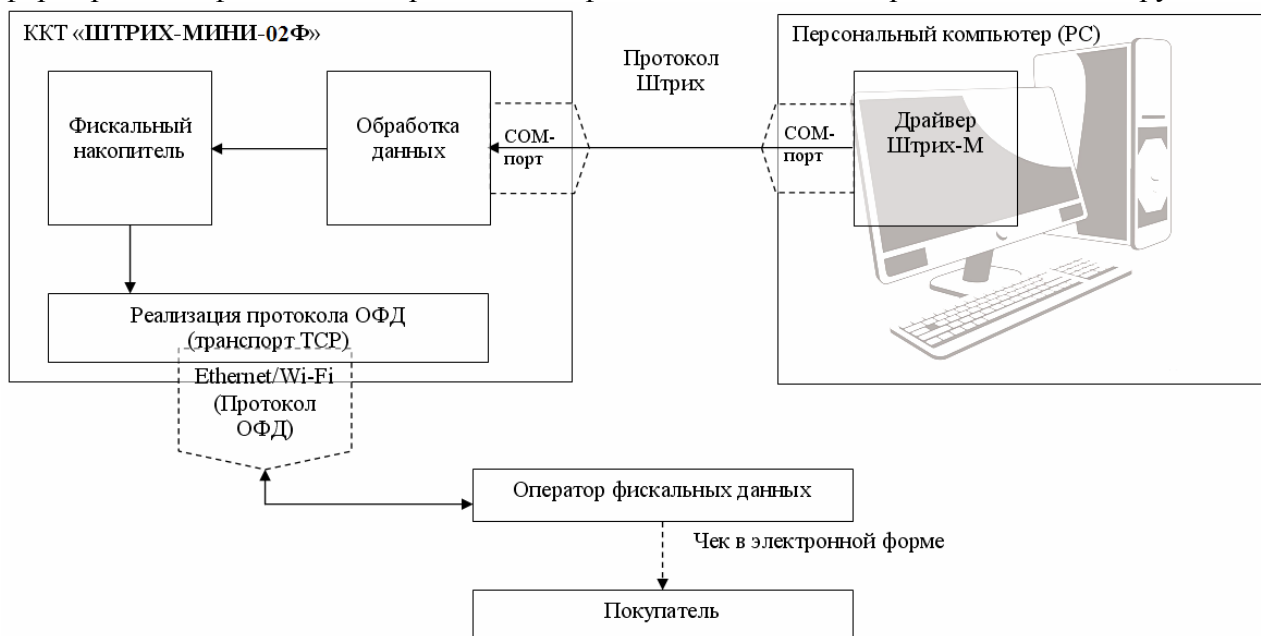 ККТ «ШТРИХ-МИНИ-02Ф»
Фискальный
накопитель
Обработка
данных
COM-
порт
Протокол
Штрих
Персональный компьютер (PC)
COM-
порт
Драйвер
Штрих-М
Реализация протокола ОФД
(транспорт TCP)
Ethernet/Wi-Fi
(Протокол
ОФД)
Оператор фискальных данных
Чек в электронной форме
Покупатель